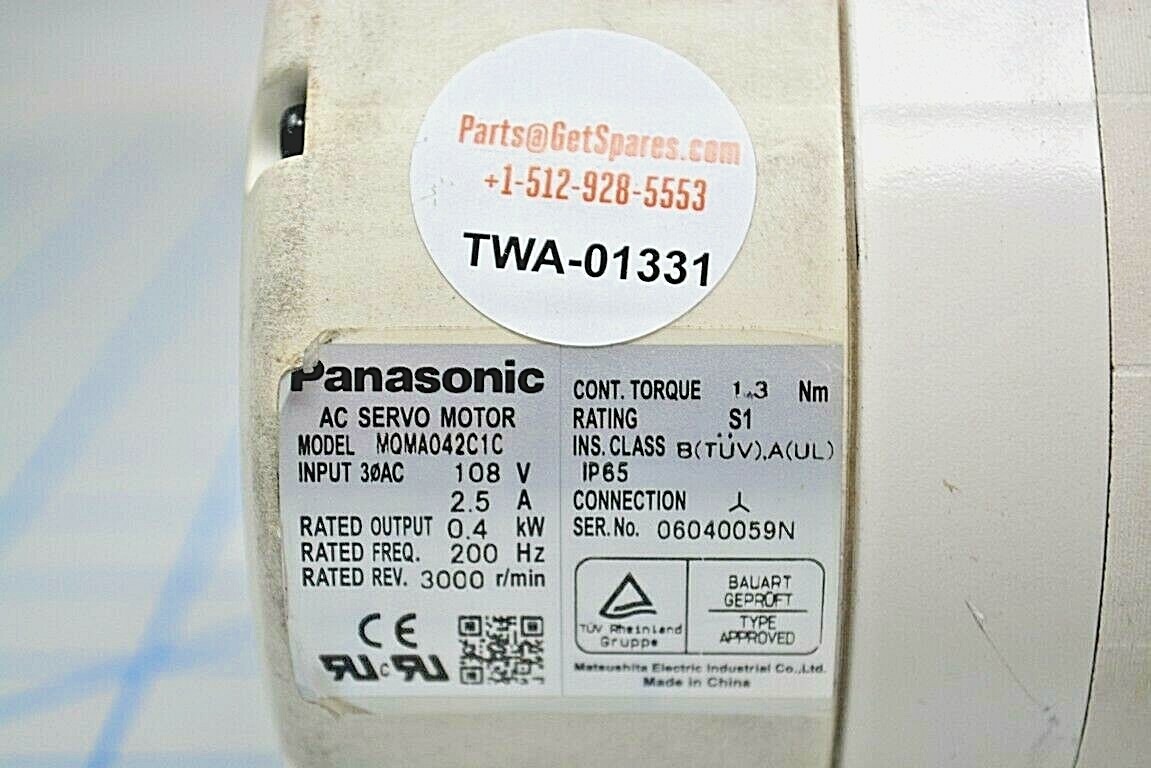 Parts@GetSpares.com
+1-512-928-5553
TWA-01331
Panasonic
AC SERVO MOTOR
MODEL MQMA042C1C
INPUT 3øAC 108 V
2.5 A
RATED OUTPUT 0.4 kW
RATED FREQ. 200 Hz
RATED REV. 3000 r/min
CE
RU c RU
CONT. TORQUE 1.3 Nm
RATING S1
INS. CLASS B(TÜV),A(UL)
IP65
CONNECTION
SER. No. 06040059N
TÜV Rheinland
Gruppe
BAUART
GEPRÜFT
TYPE
APPROVED
Matsushita Electric Industrial Co.,Ltd.
Made in China